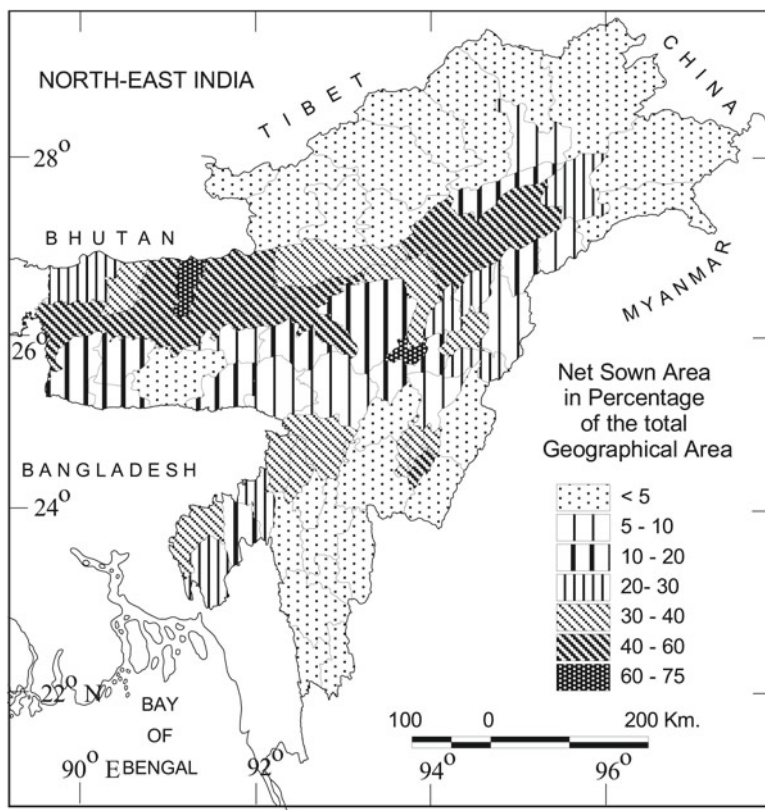 NORTH-EAST INDIA
TIBET
CHINA
28°
BHUTAN
MYANMAR
26°
Net Sown Area
in Percentage
of the total
Geographical Area
BANGLADESH
24°
< 5
5 - 10
10 - 20
20- 30
30 - 40
40 - 60
60 - 75
22° N
BAY
OF
BENGAL
100 0 200 Km.
90° E 92° 94° 96°